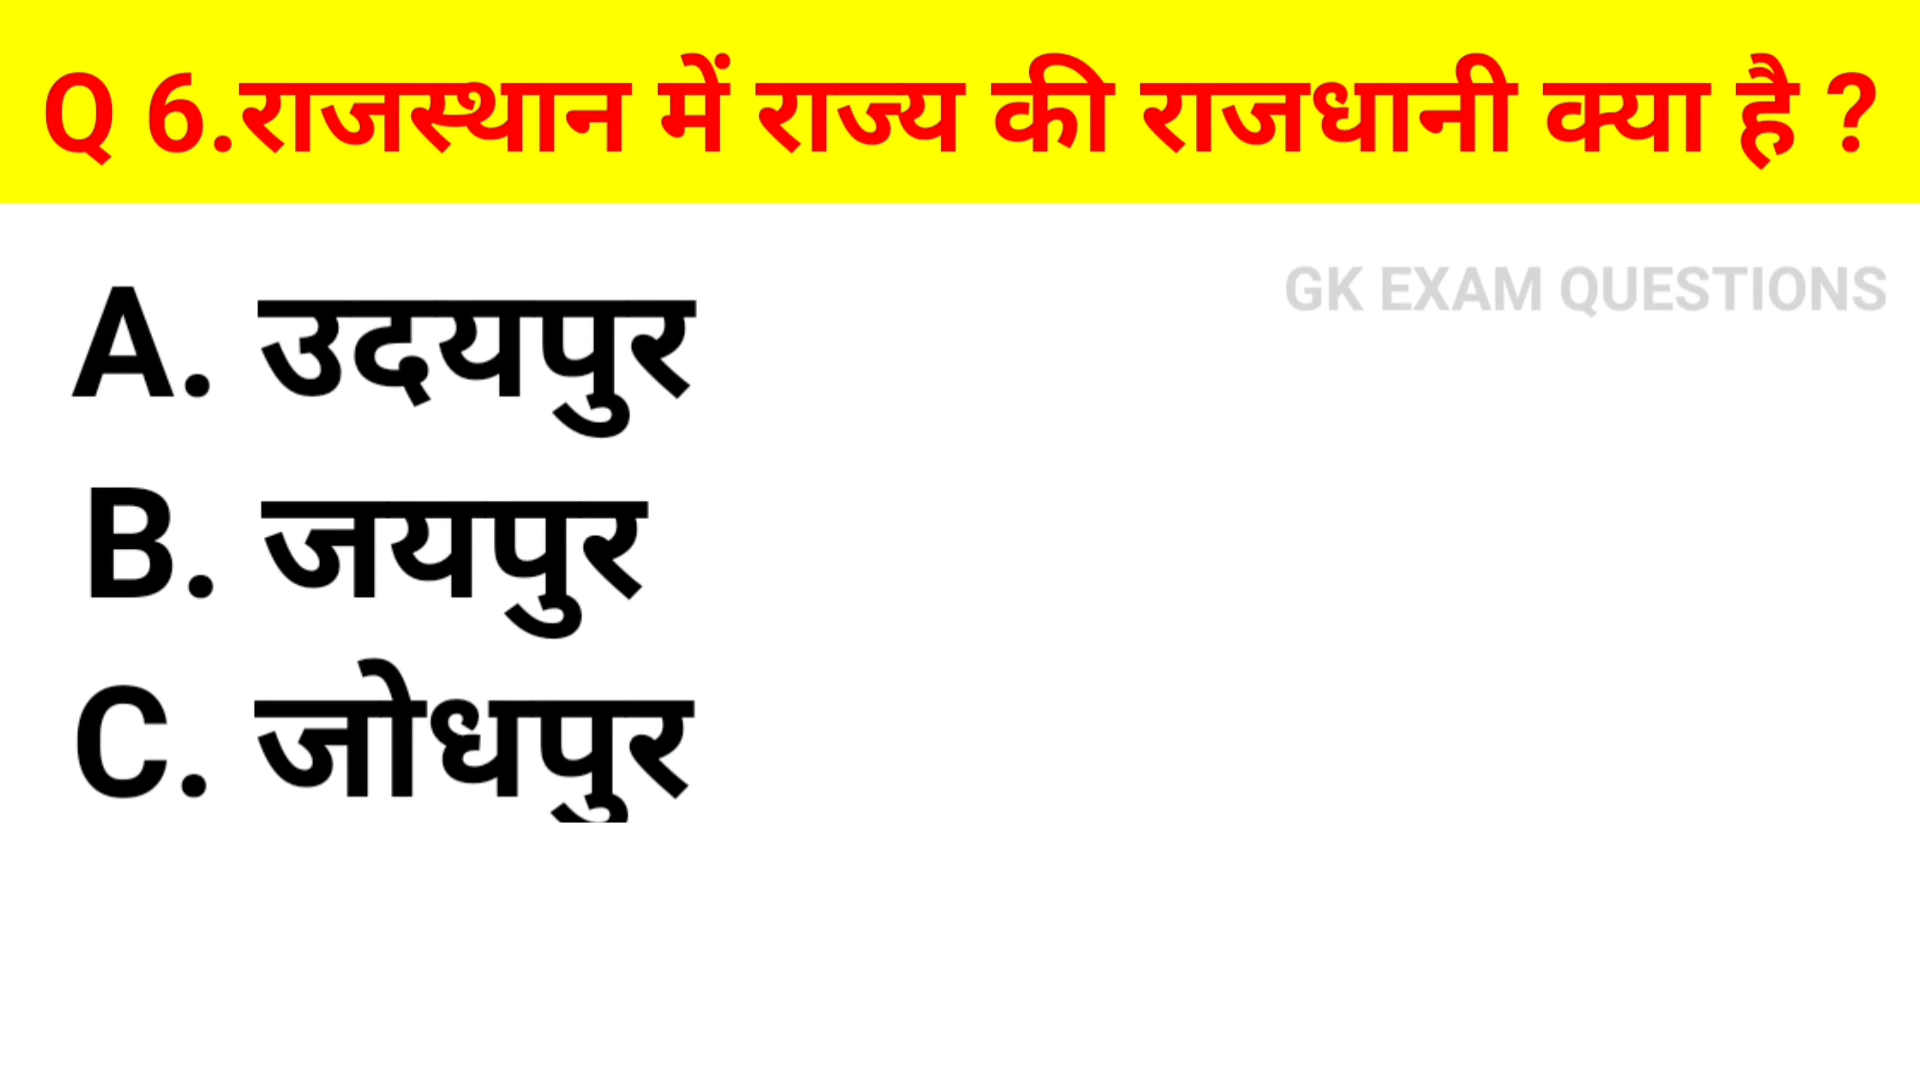 Q 6.राजस्थान में राज्य की राजधानी क्या है ?
GK EXAM QUESTIONS
A. उदयपुर
B. जयपुर
C. जोधपुर